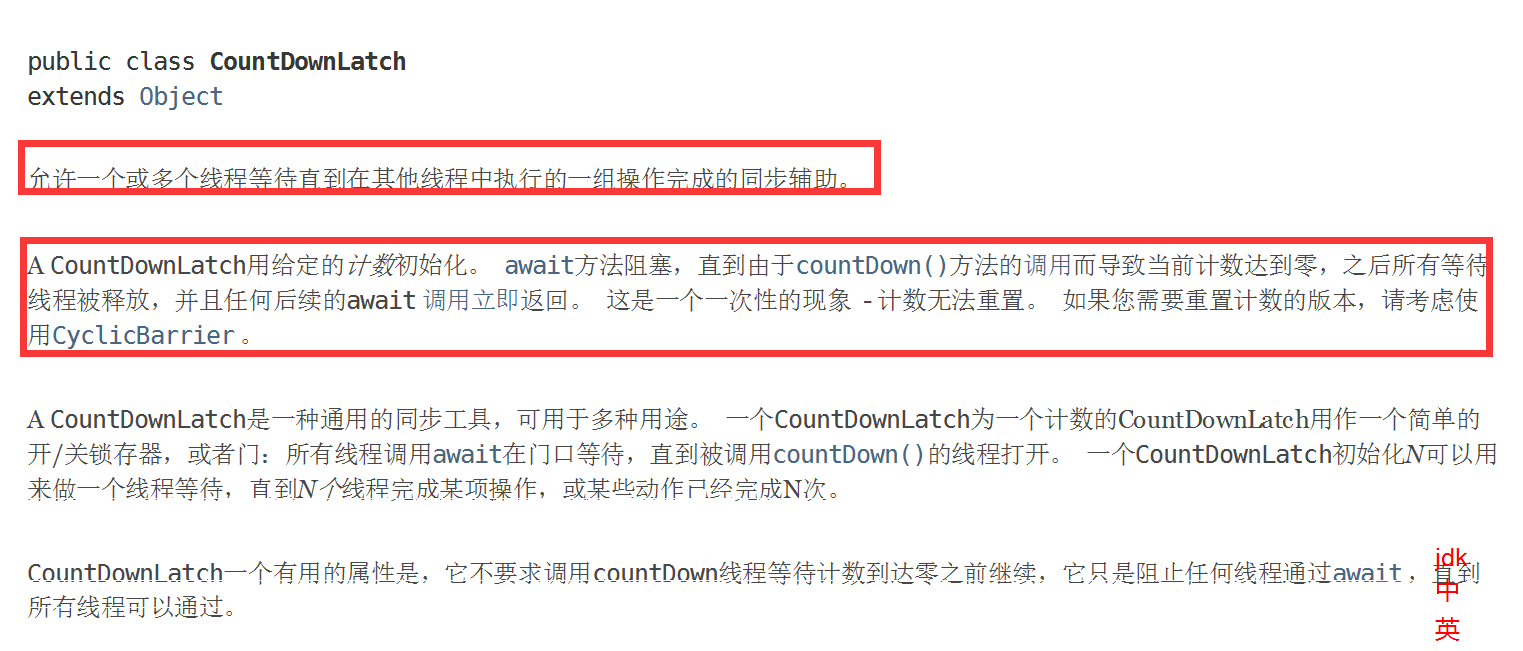 public class CountDownLatch
extends Object
允许一个或多个线程等待直到在其他线程中执行的一组操作完成的同步辅助。
A CountDownLatch用给定的计数初始化。 await方法阻塞，直到由于countDown()方法的调用而导致当前计数达到零，之后所有等待
线程被释放，并且任何后续的await 调用立即返回。 这是一个一次性的现象 - 计数无法重置。 如果您需要重置计数的版本，请考虑使
用CyclicBarrier 。
A CountDownLatch是一种通用的同步工具，可用于多种用途。 一个CountDownLatch为一个计数的CountDownLatch用作一个简单的
开/关锁存器，或者门：所有线程调用await在门口等待，直到被调用countDown()的线程打开。 一个CountDownLatch初始化N可以用
来做一个线程等待，直到N个线程完成某项操作，或某些动作已经完成N次。
CountDownLatch一个有用的属性是，它不要求调用countDown线程等待计数到达零之前继续，它只是阻止任何线程通过await ，直到
所有线程可以通过。
jdk
中
英